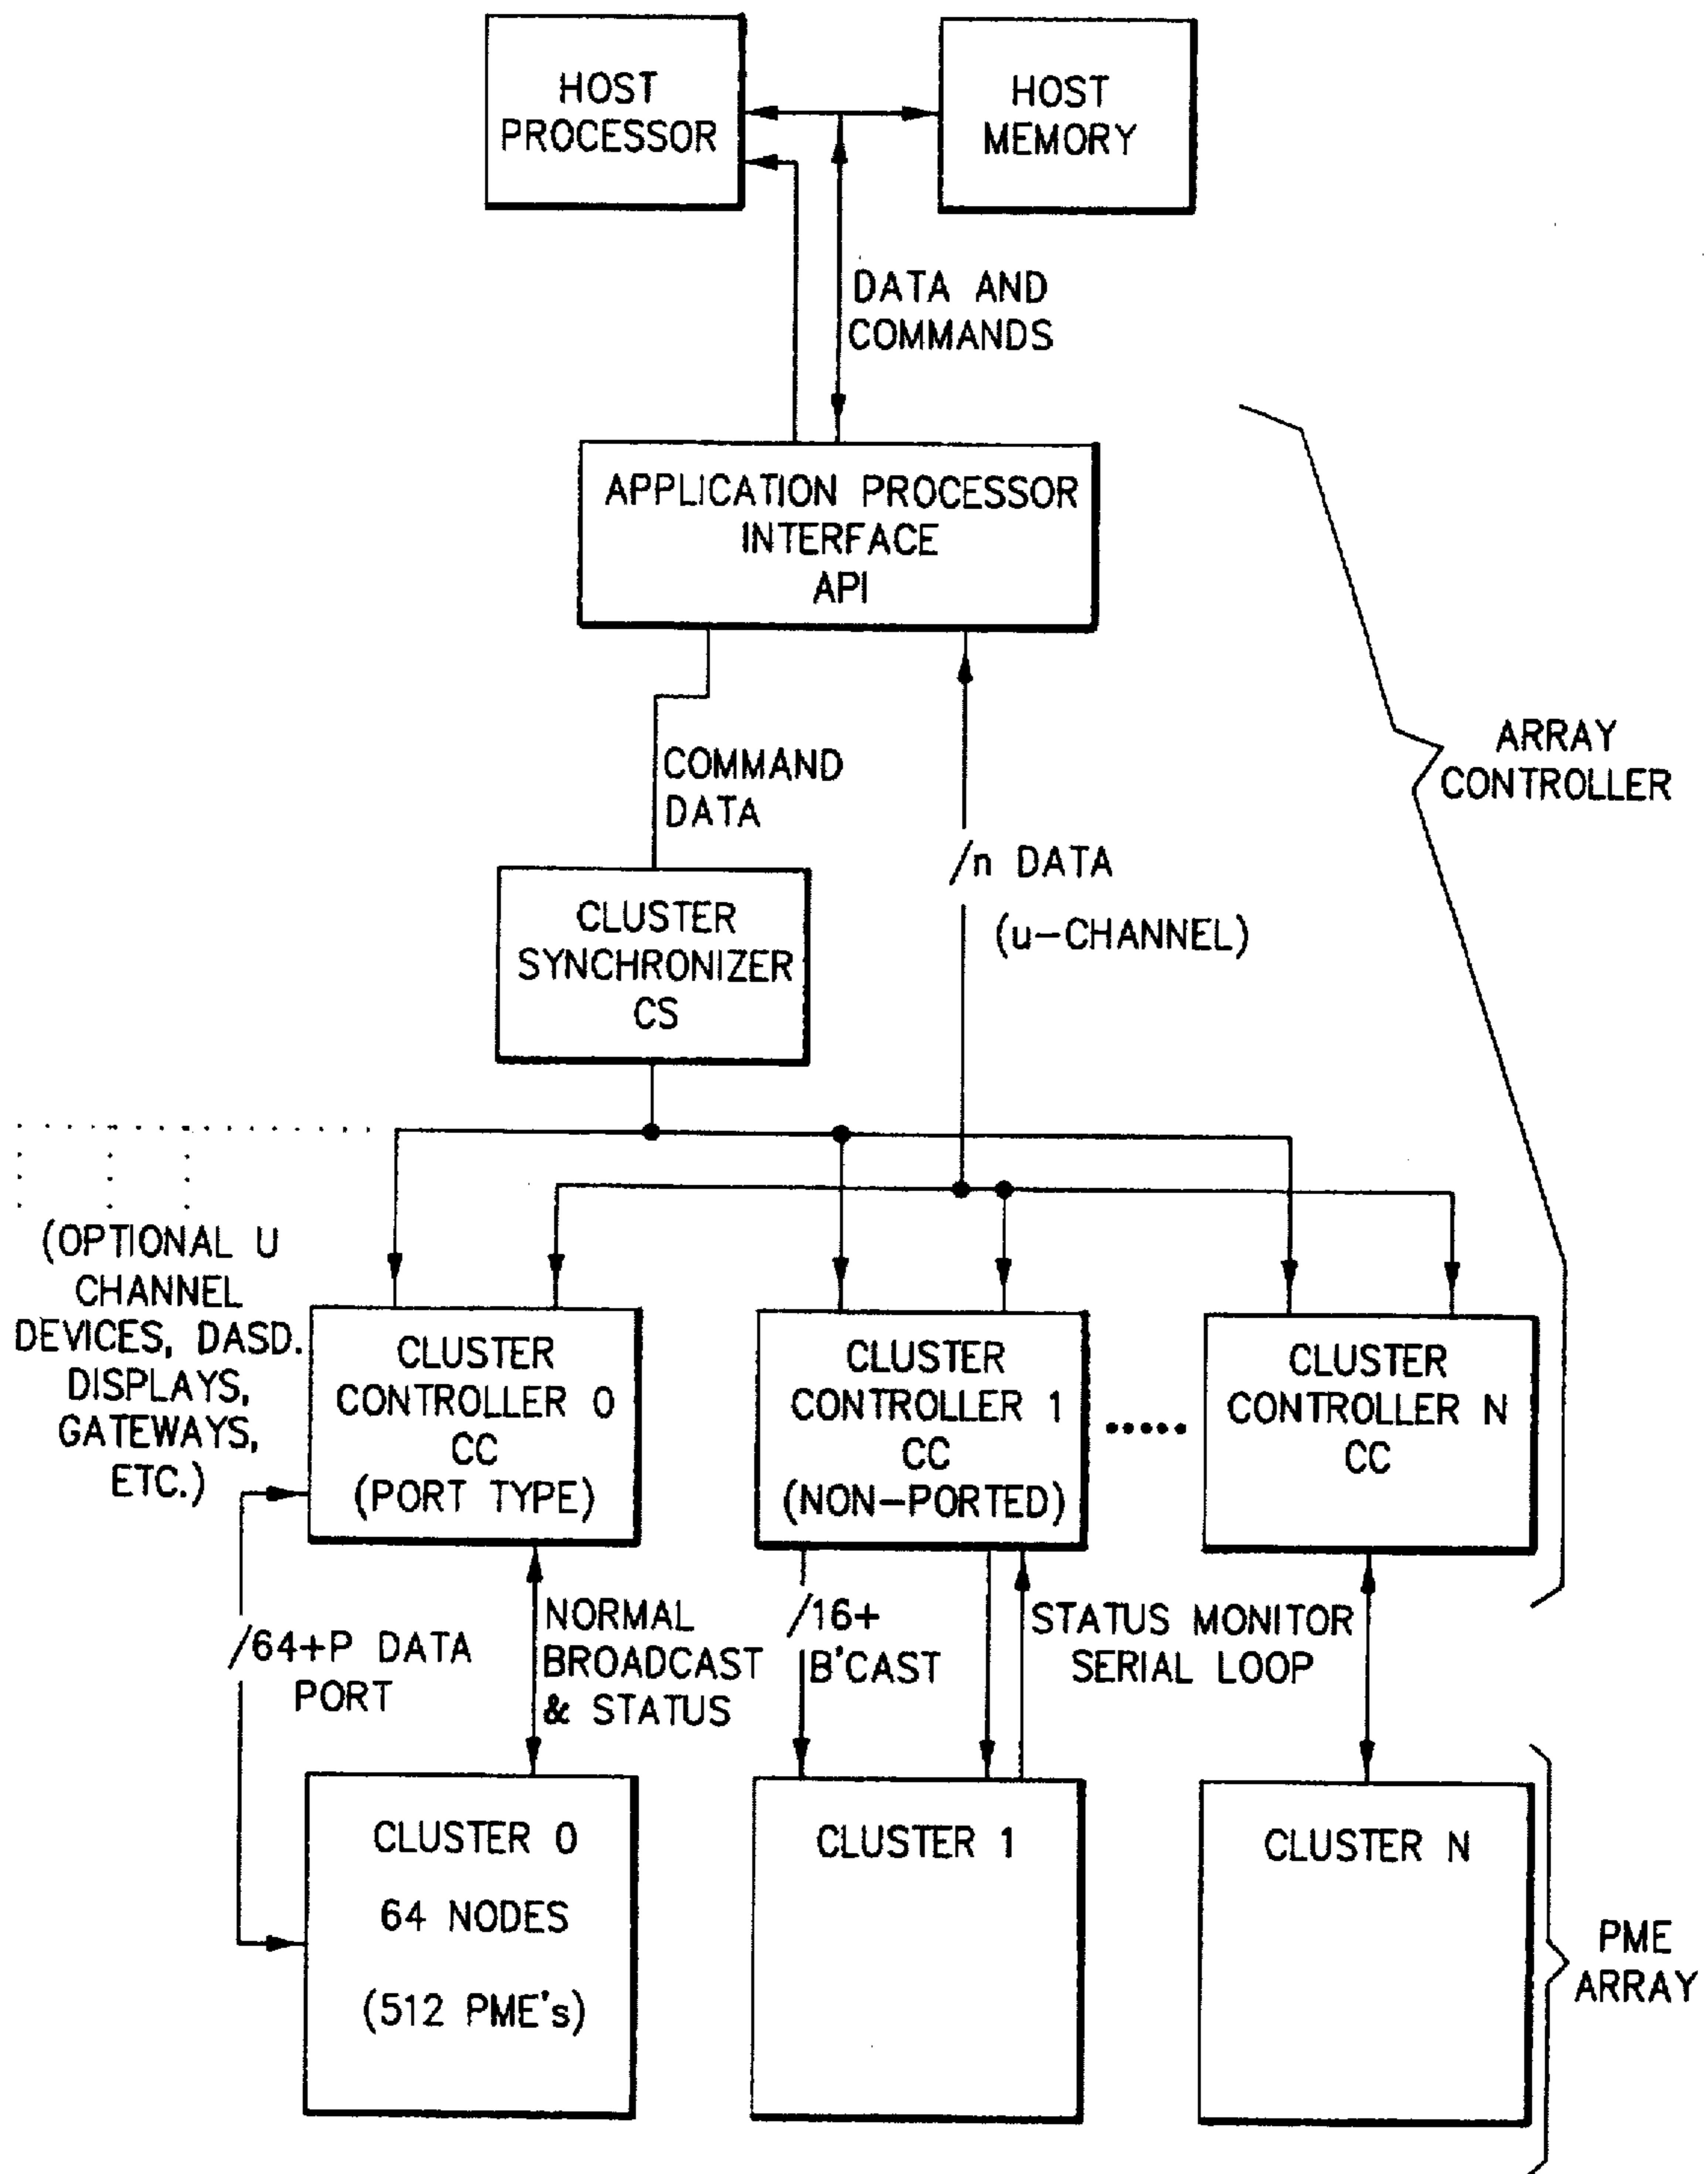 HOST
PROCESSOR
HOST
MEMORY
DATA AND
COMMANDS
APPLICATION PROCESSOR
INTERFACE
API
ARRAY
CONTROLLER
COMMAND
DATA
/n DATA
(u-CHANNEL)
CLUSTER
SYNCHRONIZER
CS
(OPTIONAL U
CHANNEL
DEVICES, DASD.
DISPLAYS,
GATEWAYS,
ETC.)
CLUSTER
CONTROLLER 0
CC
(PORT TYPE)
CLUSTER
CONTROLLER 1
CC
(NON-PORTED)
CLUSTER
CONTROLLER N
CC
/64+P DATA
PORT
NORMAL
BROADCAST
& STATUS
/16+
B'CAST
STATUS MONITOR
SERIAL LOOP
CLUSTER 0
64 NODES
(512 PME's)
CLUSTER 1
CLUSTER N
PME
ARRAY